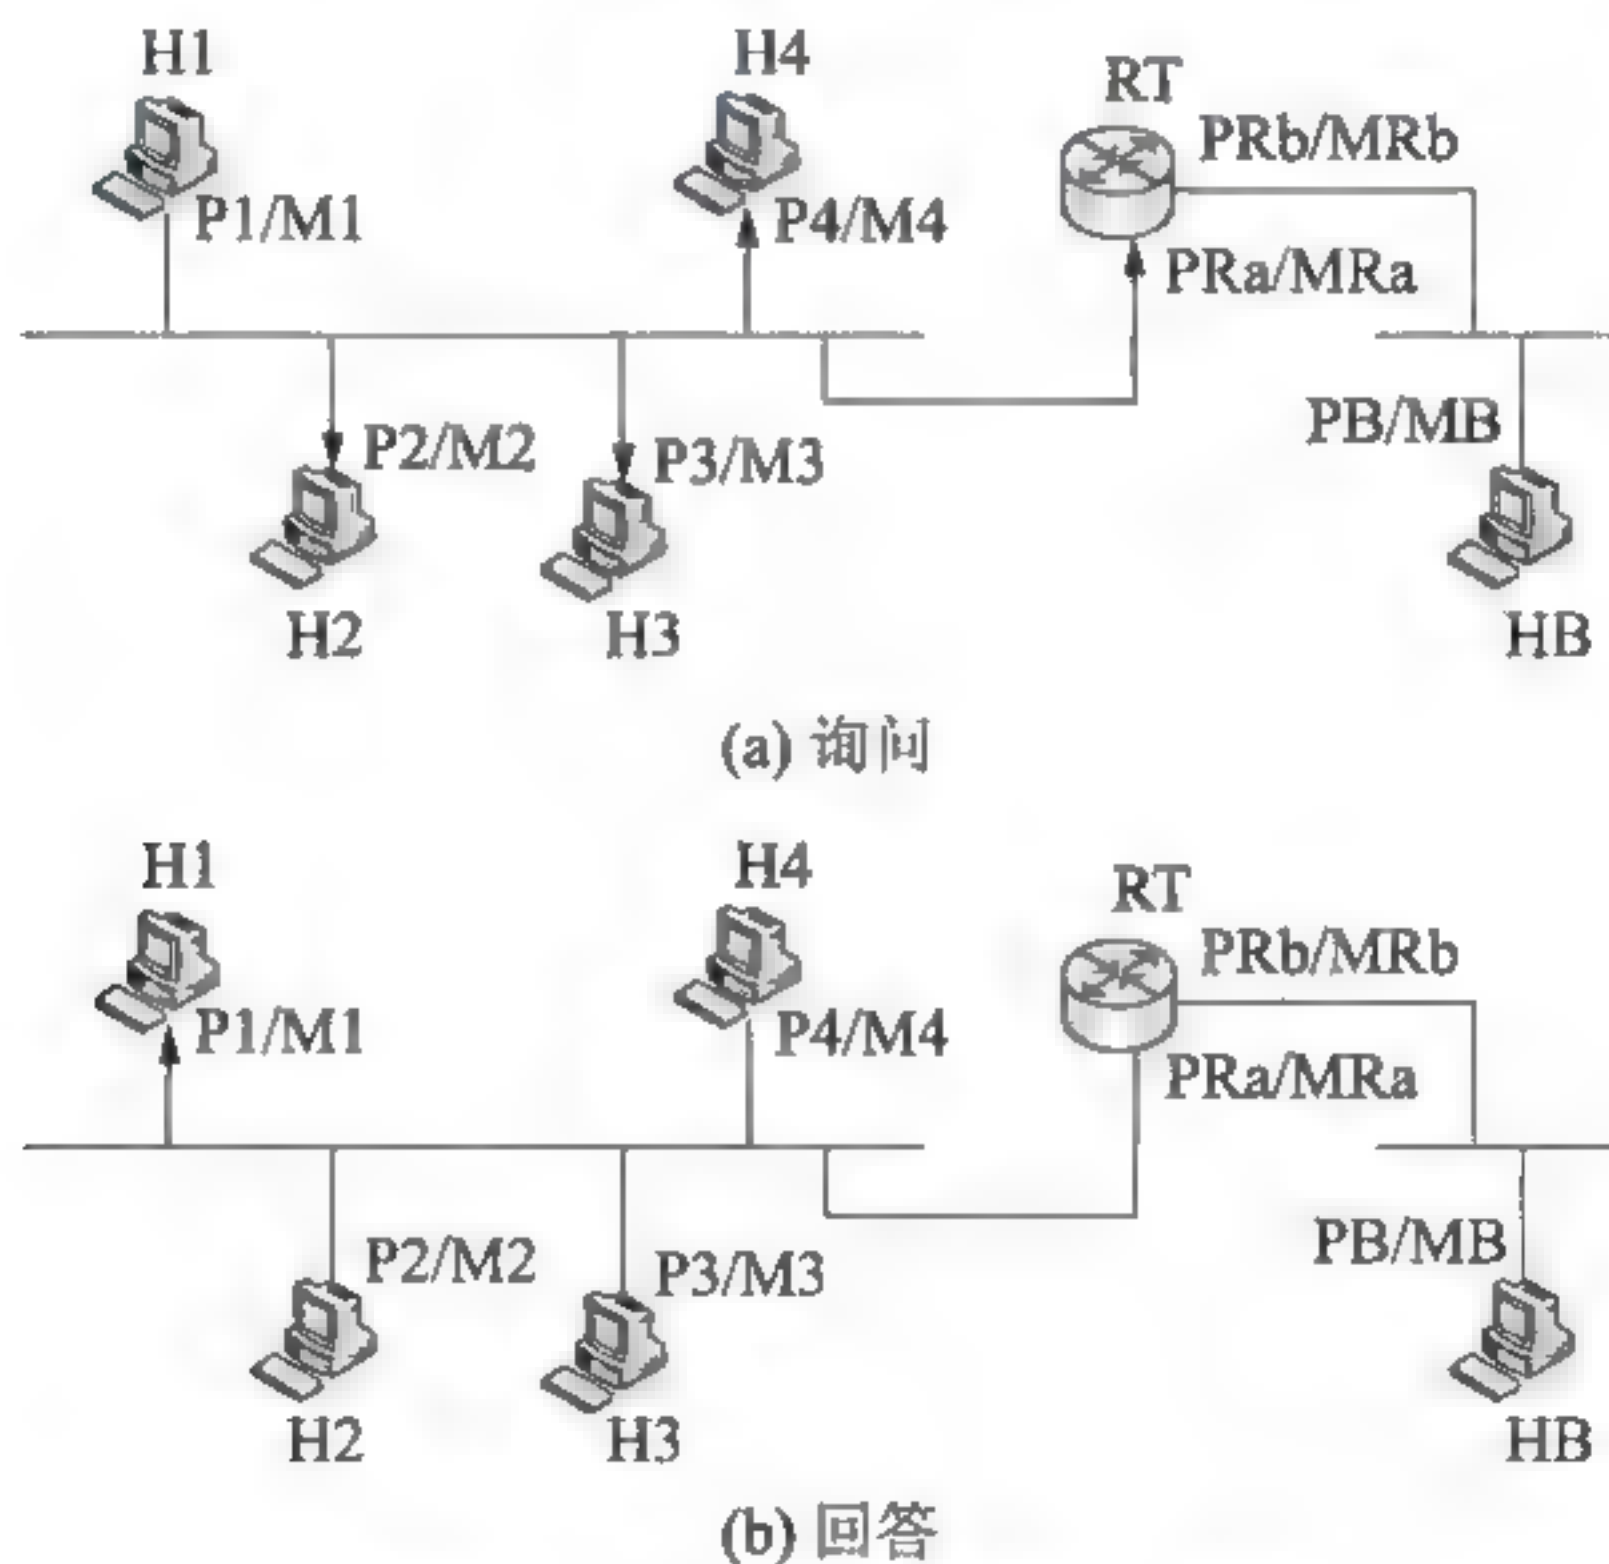 H1
H4
RT
PRb/MRb
P1/M1
P4/M4
PRa/MRa
PB/MB
P2/M2
P3/M3
H2
H3
HB
(a) 询问
H1
H4
RT
PRb/MRb
P1/M1
P4/M4
PRa/MRa
PB/MB
P2/M2
P3/M3
H2
H3
HB
(b) 回答